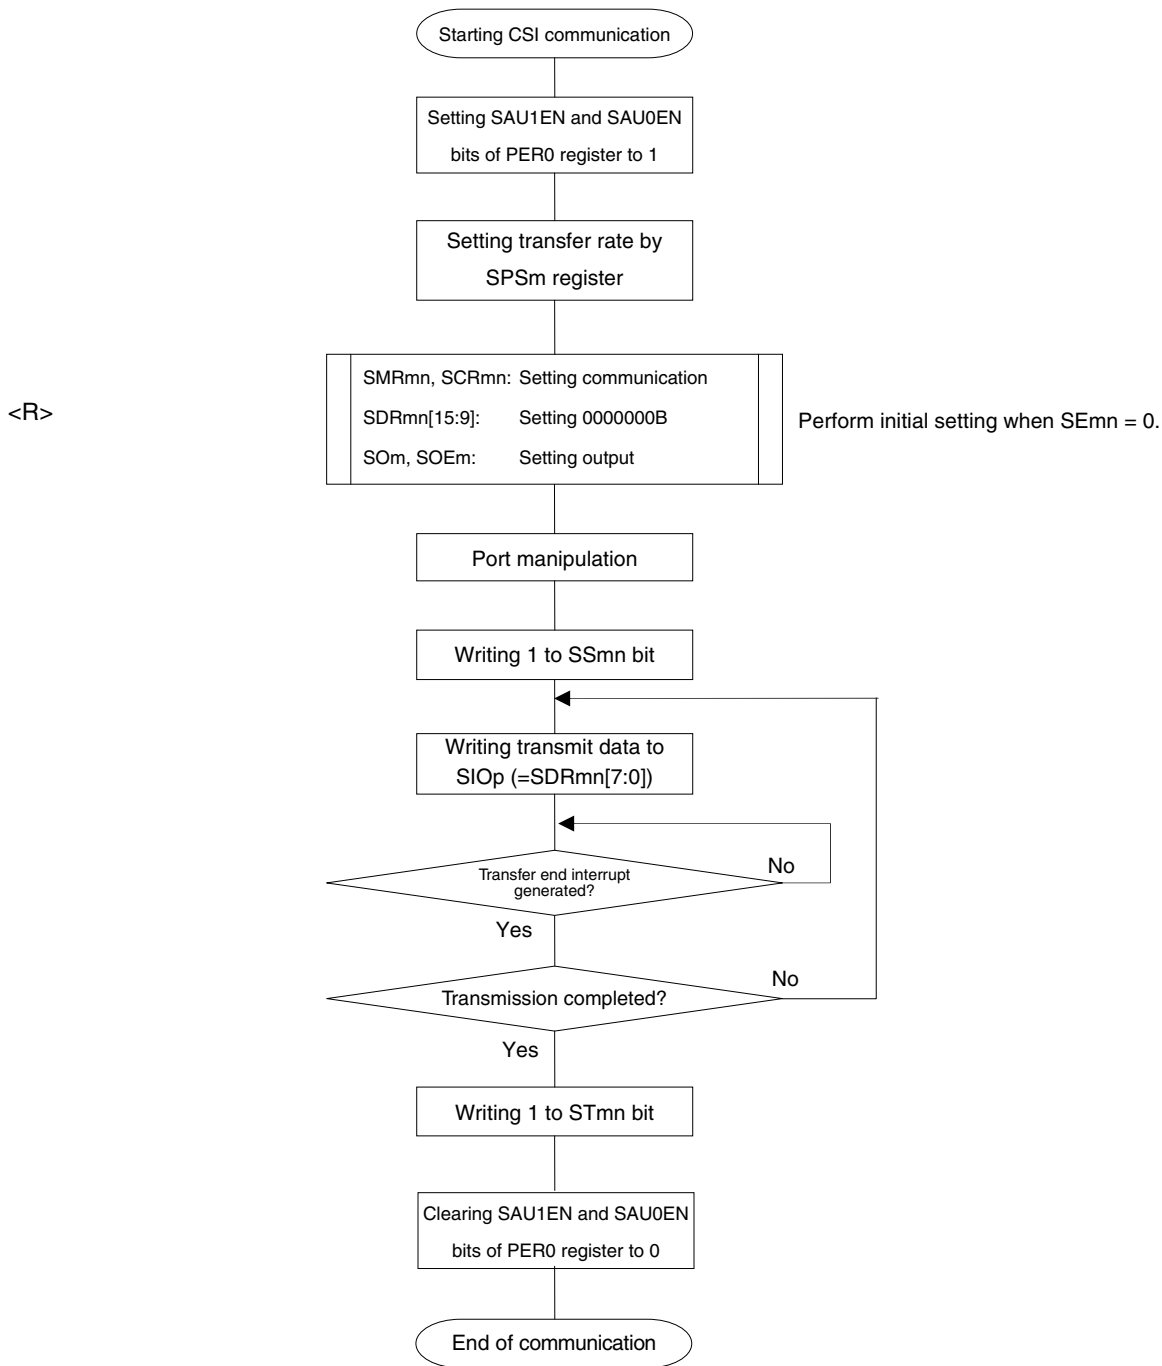 Starting CSI communication
Setting SAU1EN and SAU0EN
bits of PER0 register to 1
Setting transfer rate by
SPSm register
<R>
SMRmn, SCRmn: Setting communication
SDRmn[15:9]: Setting 0000000B
SOm, SOEm: Setting output
Perform initial setting when SEmn = 0.
Port manipulation
Writing 1 to SSmn bit
Writing transmit data to
SIOp (=SDRmn[7:0])
Transfer end interrupt
generated?
No
Yes
Transmission completed?
No
Yes
Writing 1 to STmn bit
Clearing SAU1EN and SAU0EN
bits of PER0 register to 0
End of communication